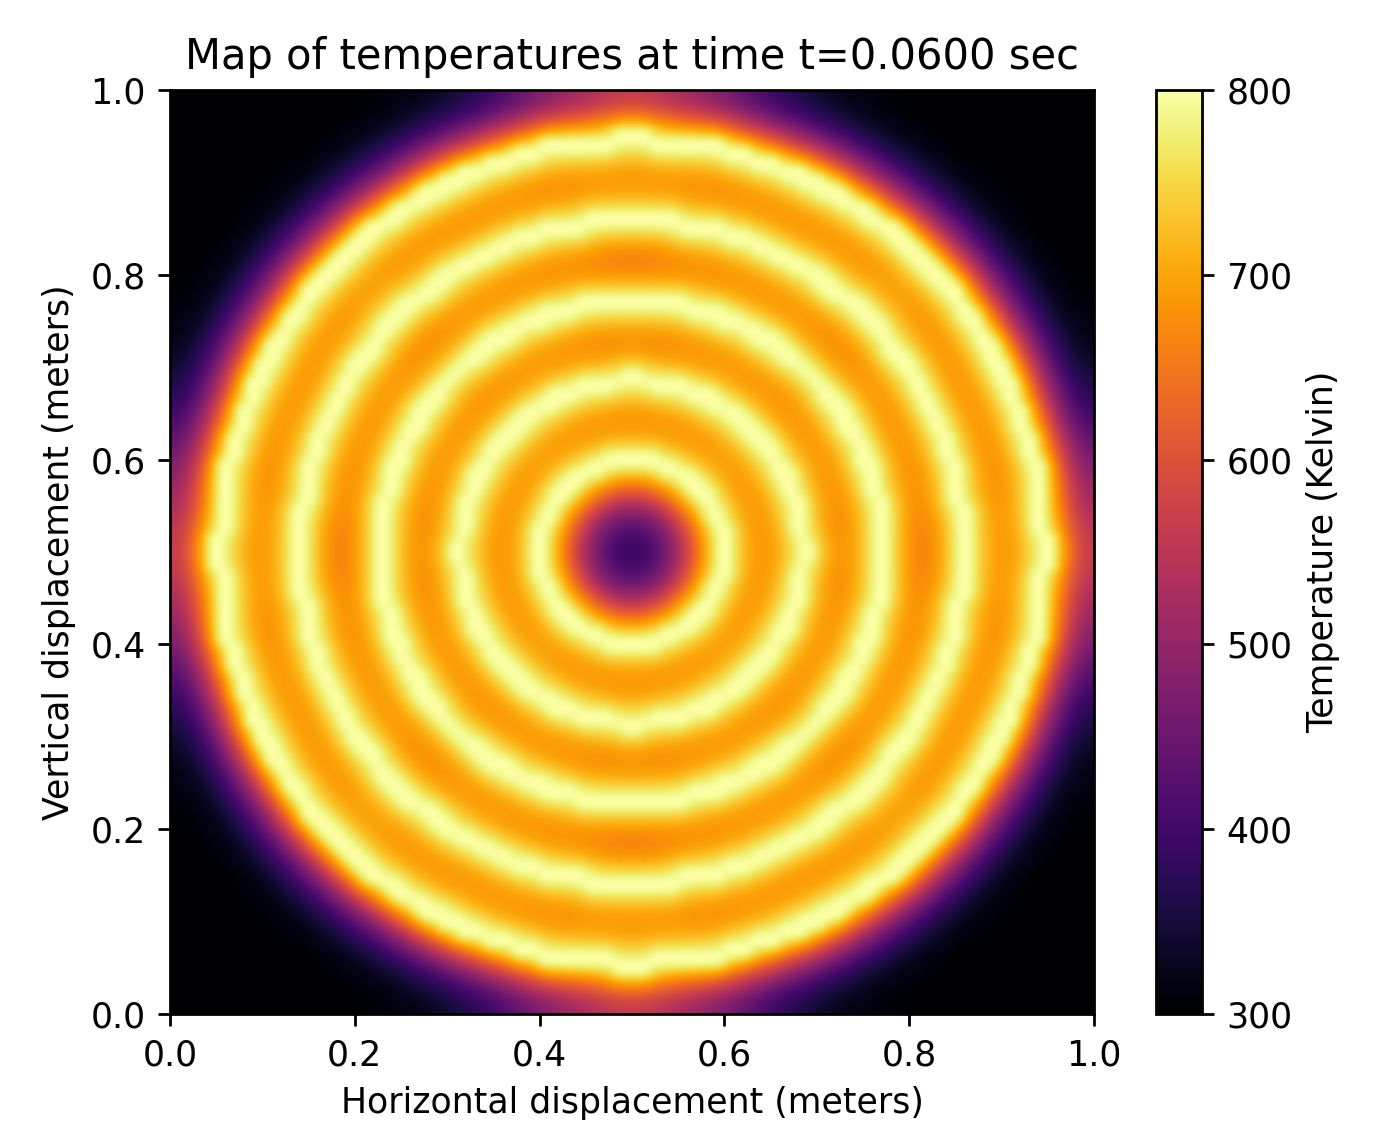 Map of temperatures at time t=0.0600 sec
1.0
0.8
0.6
0.4
0.2
0.0
Vertical displacement (meters)
0.0 0.2 0.4 0.6 0.8 1.0
Horizontal displacement (meters)
800
700
600
500
400
300
Temperature (Kelvin)